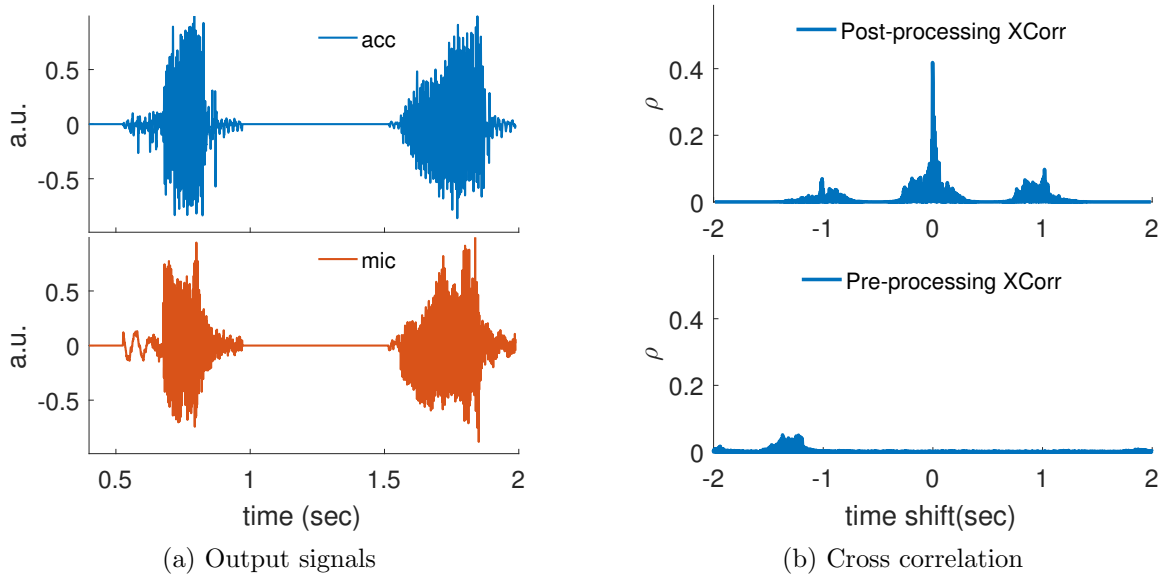 acc
a.u.
0.5
0
-0.5
mic
a.u.
0.5
0
-0.5
0.5 1 1.5 2
time (sec)
(a) Output signals
Post-processing XCorr
ρ
0.4
0.2
0
-2 -1 0 1 2
Pre-processing XCorr
ρ
0.4
0.2
0
-2 -1 0 1 2
time shift(sec)
(b) Cross correlation